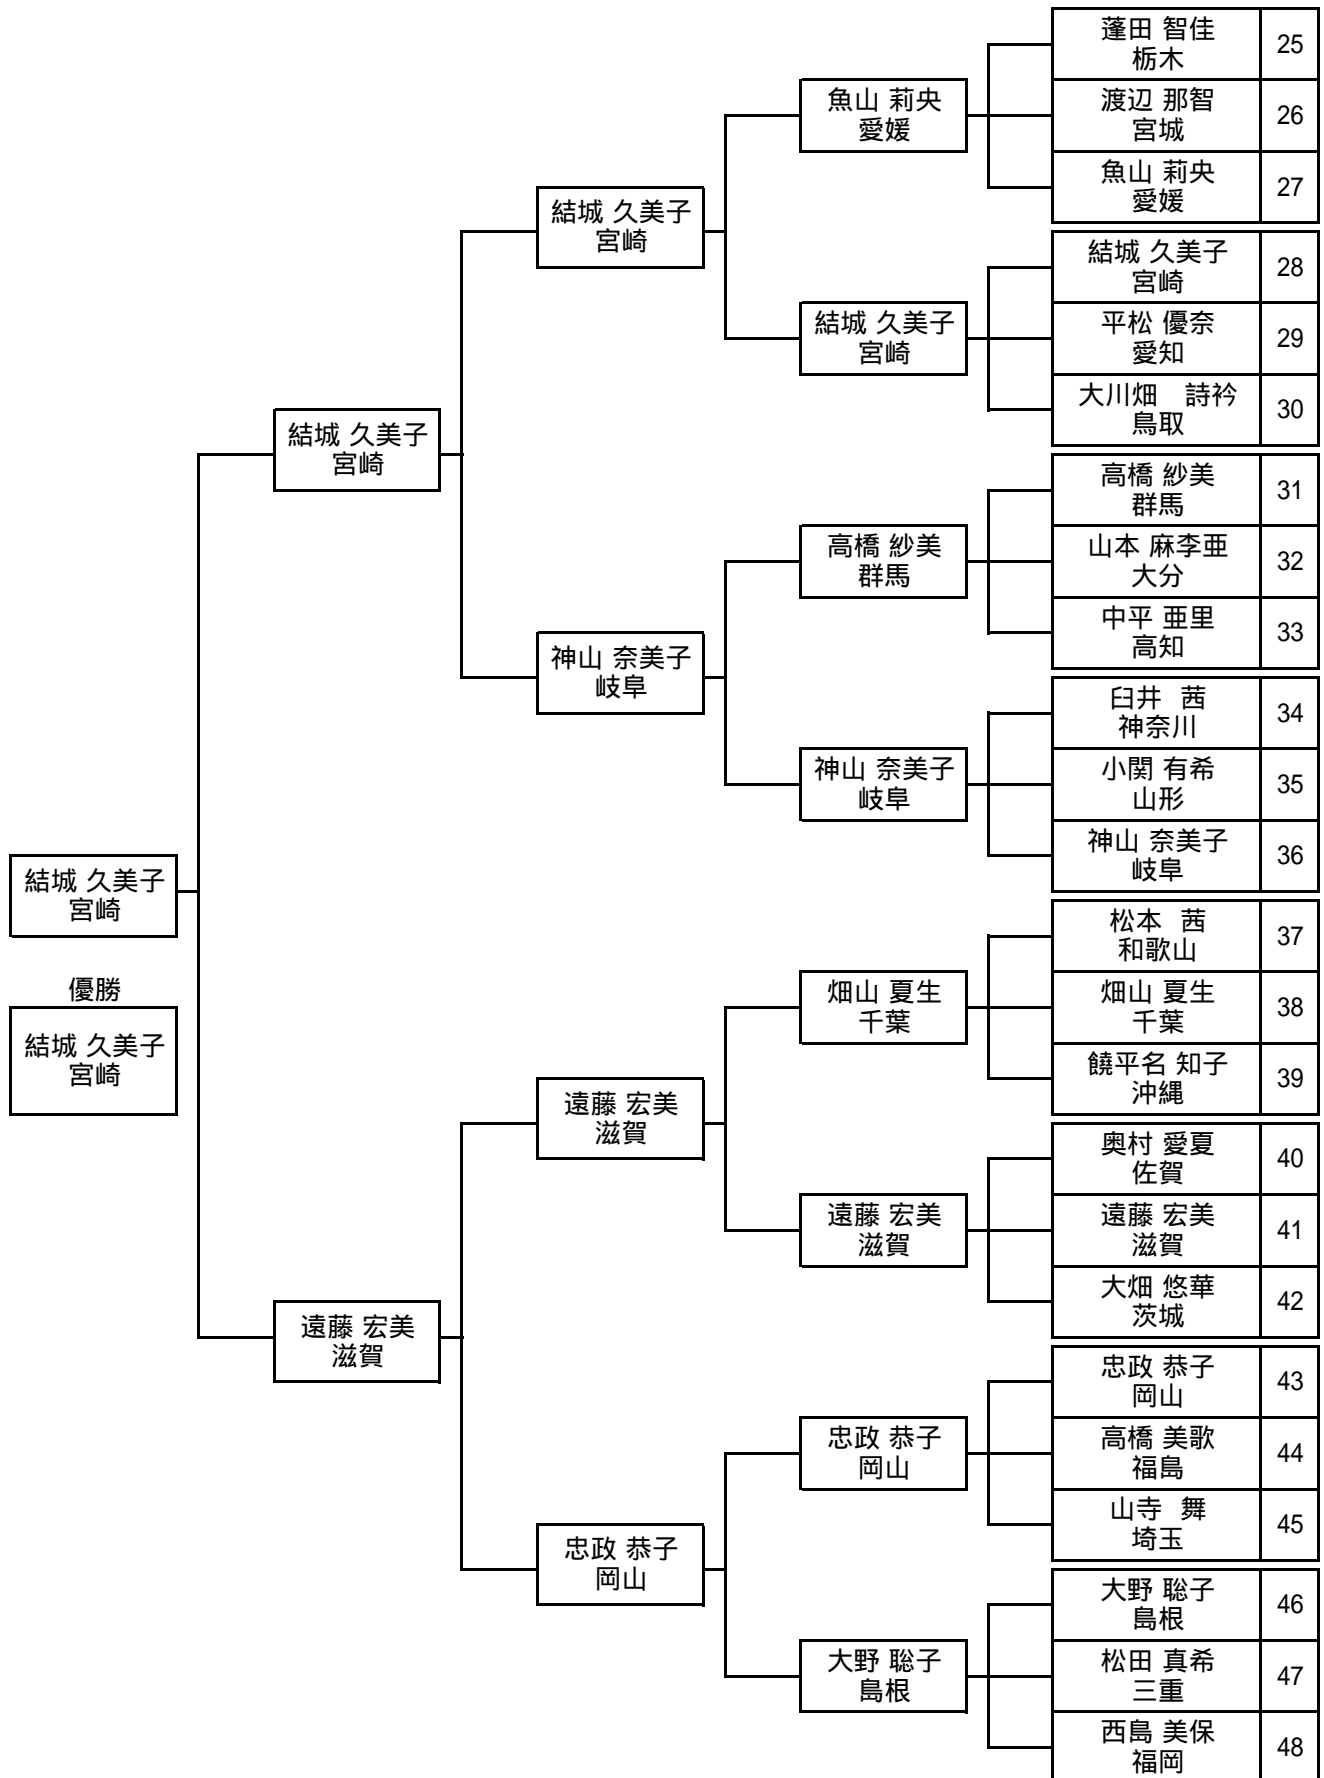 結城 久美子
宮崎
優勝
結城 久美子
宮崎
結城 久美子
宮崎
遠藤 宏美
滋賀
結城 久美子
宮崎
神山 奈美子
岐阜
遠藤 宏美
滋賀
忠政 恭子
岡山
魚山 莉央
愛媛
結城 久美子
宮崎
高橋 紗美
群馬
神山 奈美子
岐阜
畑山 夏生
千葉
遠藤 宏美
滋賀
忠政 恭子
岡山
大野 聡子
島根
蓬田 智佳
栃木
25
渡辺 那智
宮城
26
魚山 莉央
愛媛
27
結城 久美子
宮崎
28
平松 優奈
愛知
29
大川畑　詩衿
鳥取
30
高橋 紗美
群馬
31
山本 麻李亜
大分
32
中平 亜里
高知
33
臼井 茜
神奈川
34
小関 有希
山形
35
神山 奈美子
岐阜
36
松本 茜
和歌山
37
畑山 夏生
千葉
38
饒平名 知子
沖縄
39
奥村 愛夏
佐賀
40
遠藤 宏美
滋賀
41
大畑 悠華
茨城
42
忠政 恭子
岡山
43
高橋 美歌
福島
44
山寺 舞
埼玉
45
大野 聡子
島根
46
松田 真希
三重
47
西島 美保
福岡
48